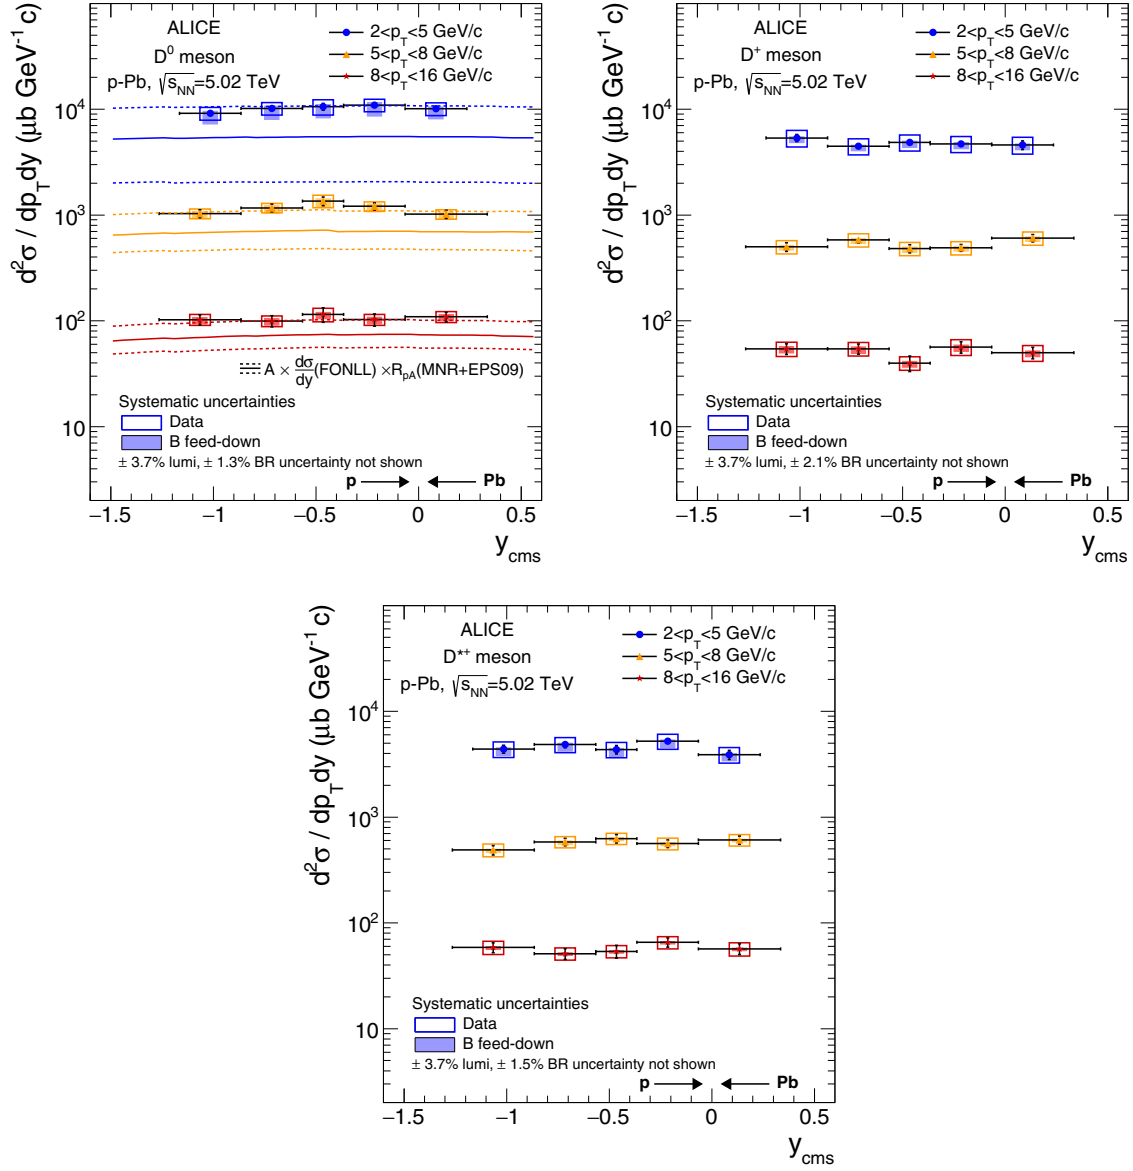 ALICE
D⁰ meson
p-Pb, √s_NN=5.02 TeV
2<p_T<5 GeV/c
5<p_T<8 GeV/c
8<p_T<16 GeV/c
d²σ / dp_T dy (μb GeV⁻¹ c)
10⁴
10³
10²
10
A × dσ/dy (FONLL) ×R_pA(MNR+EPS09)
Systematic uncertainties
Data
B feed-down
± 3.7% lumi, ± 1.3% BR uncertainty not shown
p Pb
−1.5 −1 −0.5 0 0.5
y_cms
ALICE
D⁺ meson
p-Pb, √s_NN=5.02 TeV
2<p_T<5 GeV/c
5<p_T<8 GeV/c
8<p_T<16 GeV/c
d²σ / dp_T dy (μb GeV⁻¹ c)
10⁴
10³
10²
10
Systematic uncertainties
Data
B feed-down
± 3.7% lumi, ± 2.1% BR uncertainty not shown
p Pb
−1.5 −1 −0.5 0 0.5
y_cms
ALICE
D*⁺ meson
p-Pb, √s_NN=5.02 TeV
2<p_T<5 GeV/c
5<p_T<8 GeV/c
8<p_T<16 GeV/c
d²σ / dp_T dy (μb GeV⁻¹ c)
10⁴
10³
10²
10
Systematic uncertainties
Data
B feed-down
± 3.7% lumi, ± 1.5% BR uncertainty not shown
p Pb
−1.5 −1 −0.5 0 0.5
y_cms